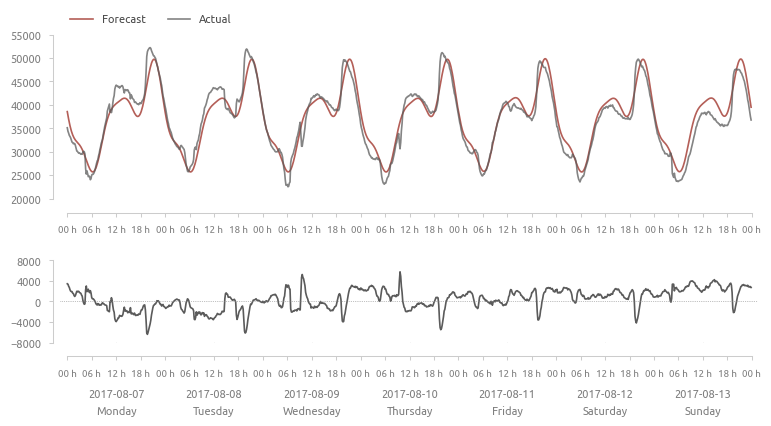 Forecast Actual
55000
50000
45000
40000
35000
30000
25000
20000
00 h 06 h 12 h 18 h 00 h 06 h 12 h 18 h 00 h 06 h 12 h 18 h 00 h 06 h 12 h 18 h 00 h 06 h 12 h 18 h 00 h 06 h 12 h 18 h 00 h 06 h 12 h 18 h 00 h
8000
4000
0
−4000
−8000
00 h 06 h 12 h 18 h 00 h 06 h 12 h 18 h 00 h 06 h 12 h 18 h 00 h 06 h 12 h 18 h 00 h 06 h 12 h 18 h 00 h 06 h 12 h 18 h 00 h 06 h 12 h 18 h 00 h
2017-08-07 2017-08-08 2017-08-09 2017-08-10 2017-08-11 2017-08-12 2017-08-13
Monday Tuesday Wednesday Thursday Friday Saturday Sunday